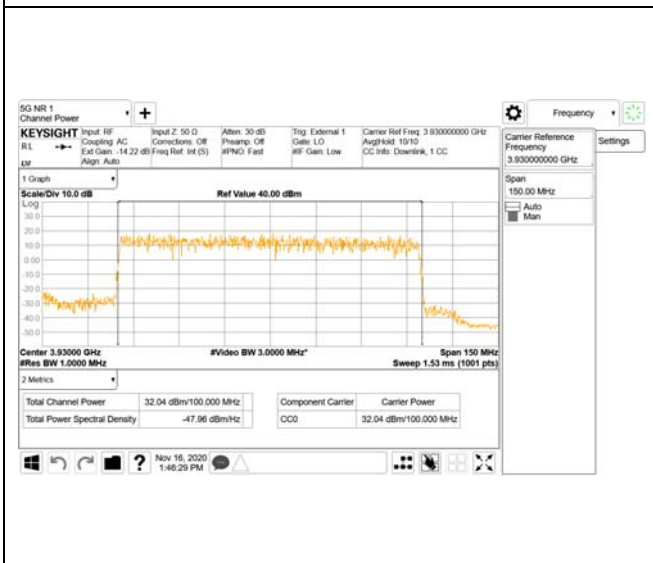 5G NR 1
Channel Power
Frequency
Settings
KEYSIGHT
R L
Input: RF
Coupling: AC
Ext Gain: -14.22 dB
Align: Auto
Input Z: 50 Ω
Corrections: Off
Freq Ref: Int (S)
Atten: 30 dB
Preamp: Off
#PNO: Fast
Trig: External 1
Gate: LO
#IF Gain: Low
Carrier Ref Freq: 3.930000000 GHz
Avg|Hold: 10/10
CC Info: Downlink, 1 CC
Carrier Reference
Frequency
3.930000000 GHz
Span
150.00 MHz
Auto
Man
1 Graph
Scale/Div 10.0 dB
Ref Value 40.00 dBm
Log
30.0
20.0
10.0
0.00
-10.0
-20.0
-30.0
-40.0
-50.0
Center 3.93000 GHz
#Video BW 3.0000 MHz*
Span 150 MHz
#Res BW 1.0000 MHz
Sweep 1.53 ms (1001 pts)
2 Metrics
Total Channel Power 32.04 dBm/100.000 MHz
Total Power Spectral Density -47.96 dBm/Hz
Component Carrier Carrier Power
CC0 32.04 dBm/100.000 MHz
Nov 16, 2020
1:46:29 PM